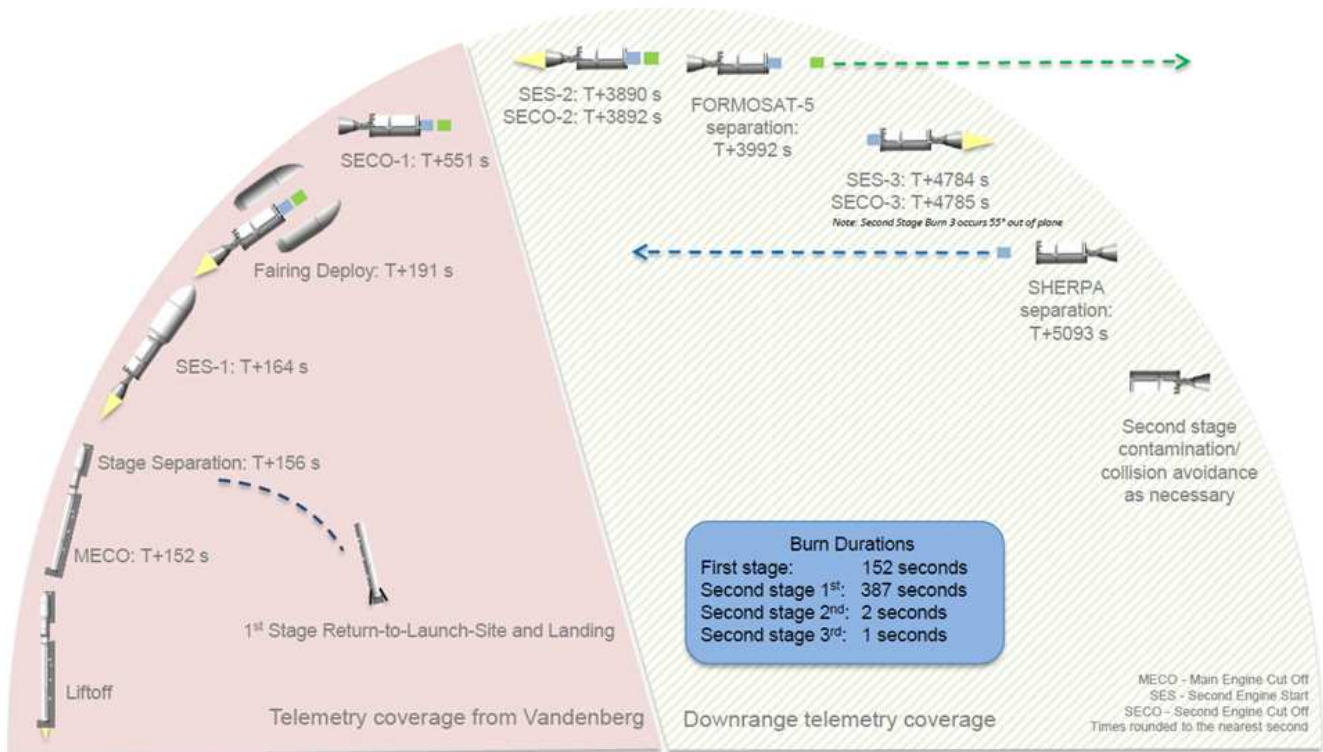 SES-2: T+3890 s
SECO-2: T+3892 s
FORMOSAT-5
separation:
T+3992 s
SECO-1: T+551 s
SES-3: T+4784 s
SECO-3: T+4785 s
Note: Second Stage Burn 3 occurs 55° out of plane
Fairing Deploy: T+191 s
SHERPA
separation:
T+5093 s
SES-1: T+164 s
Second stage
contamination/
collision avoidance
as necessary
Stage Separation: T+156 s
MECO: T+152 s
1st Stage Return-to-Launch-Site and Landing
Liftoff
Burn Durations
First stage: 152 seconds
Second stage 1st: 387 seconds
Second stage 2nd: 2 seconds
Second stage 3rd: 1 seconds
Telemetry coverage from Vandenberg
Downrange telemetry coverage
MECO - Main Engine Cut Off
SES - Second Engine Start
SECO - Second Engine Cut Off
Times rounded to the nearest second